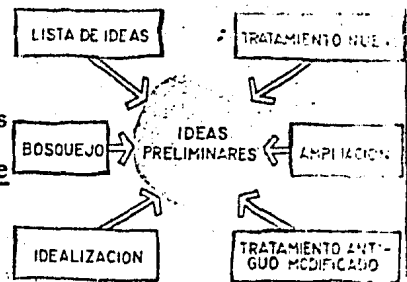 LISTA DE IDEAS
TRATAMIENTO
s
BOSQUEJO
IDEAS
PRELIMINARES
AMPLIACION
e
IDEALIZACION
TRATAMIENTO ANTI-
GUO MODIFICADO